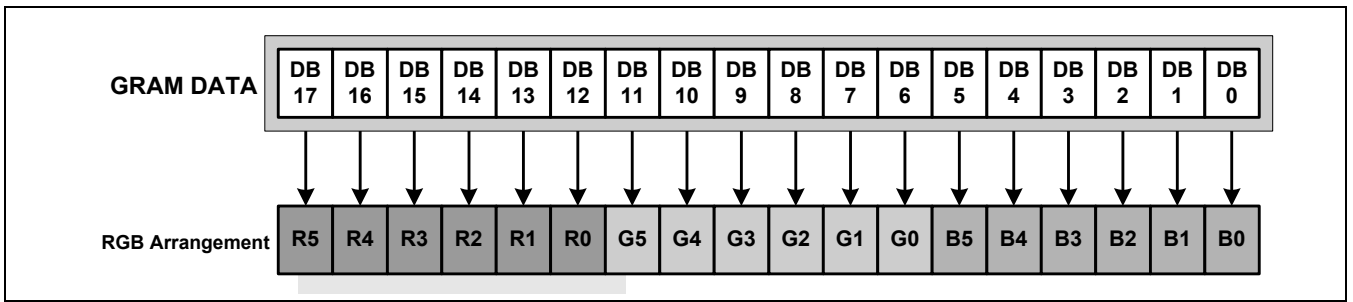 GRAM DATA
DB 17 DB 16 DB 15 DB 14 DB 13 DB 12 DB 11 DB 10 DB 9 DB 8 DB 7 DB 6 DB 5 DB 4 DB 3 DB 2 DB 1 DB 0
RGB Arrangement R5 R4 R3 R2 R1 R0 G5 G4 G3 G2 G1 G0 B5 B4 B3 B2 B1 B0